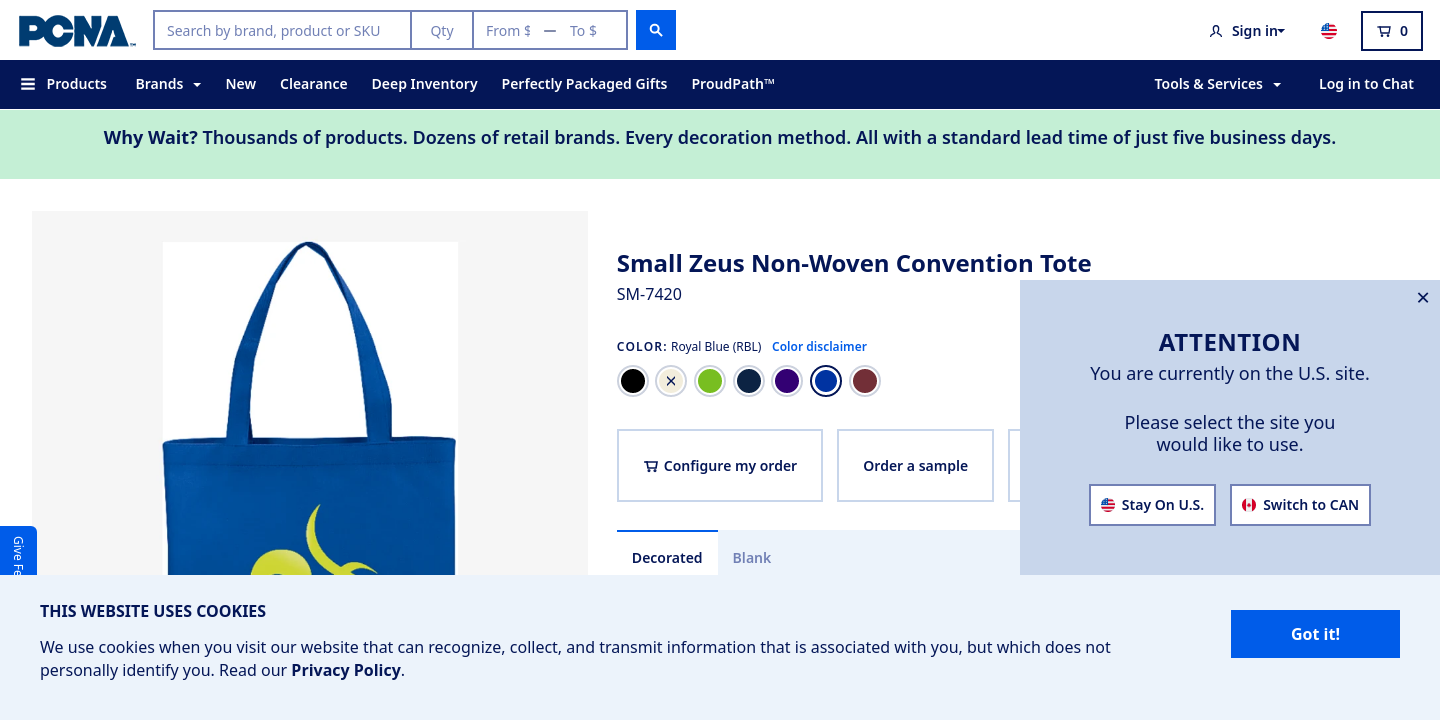 PCNA
Search by brand, product or SKU
Qty
From $ — To $
Sign in
0
Products
Brands
New
Clearance
Deep Inventory
Perfectly Packaged Gifts
ProudPath™
Tools & Services
Log in to Chat
Why Wait? Thousands of products. Dozens of retail brands. Every decoration method. All with a standard lead time of just five business days.
Small Zeus Non-Woven Convention Tote
SM-7420
COLOR: Royal Blue (RBL) Color disclaimer
Configure my order
Order a sample
Decorated
Blank
ATTENTION
You are currently on the U.S. site.
Please select the site you
would like to use.
Stay On U.S.
Switch to CAN
Give
THIS WEBSITE USES COOKIES
We use cookies when you visit our website that can recognize, collect, and transmit information that is associated with you, but which does not
personally identify you. Read our Privacy Policy.
Got it!